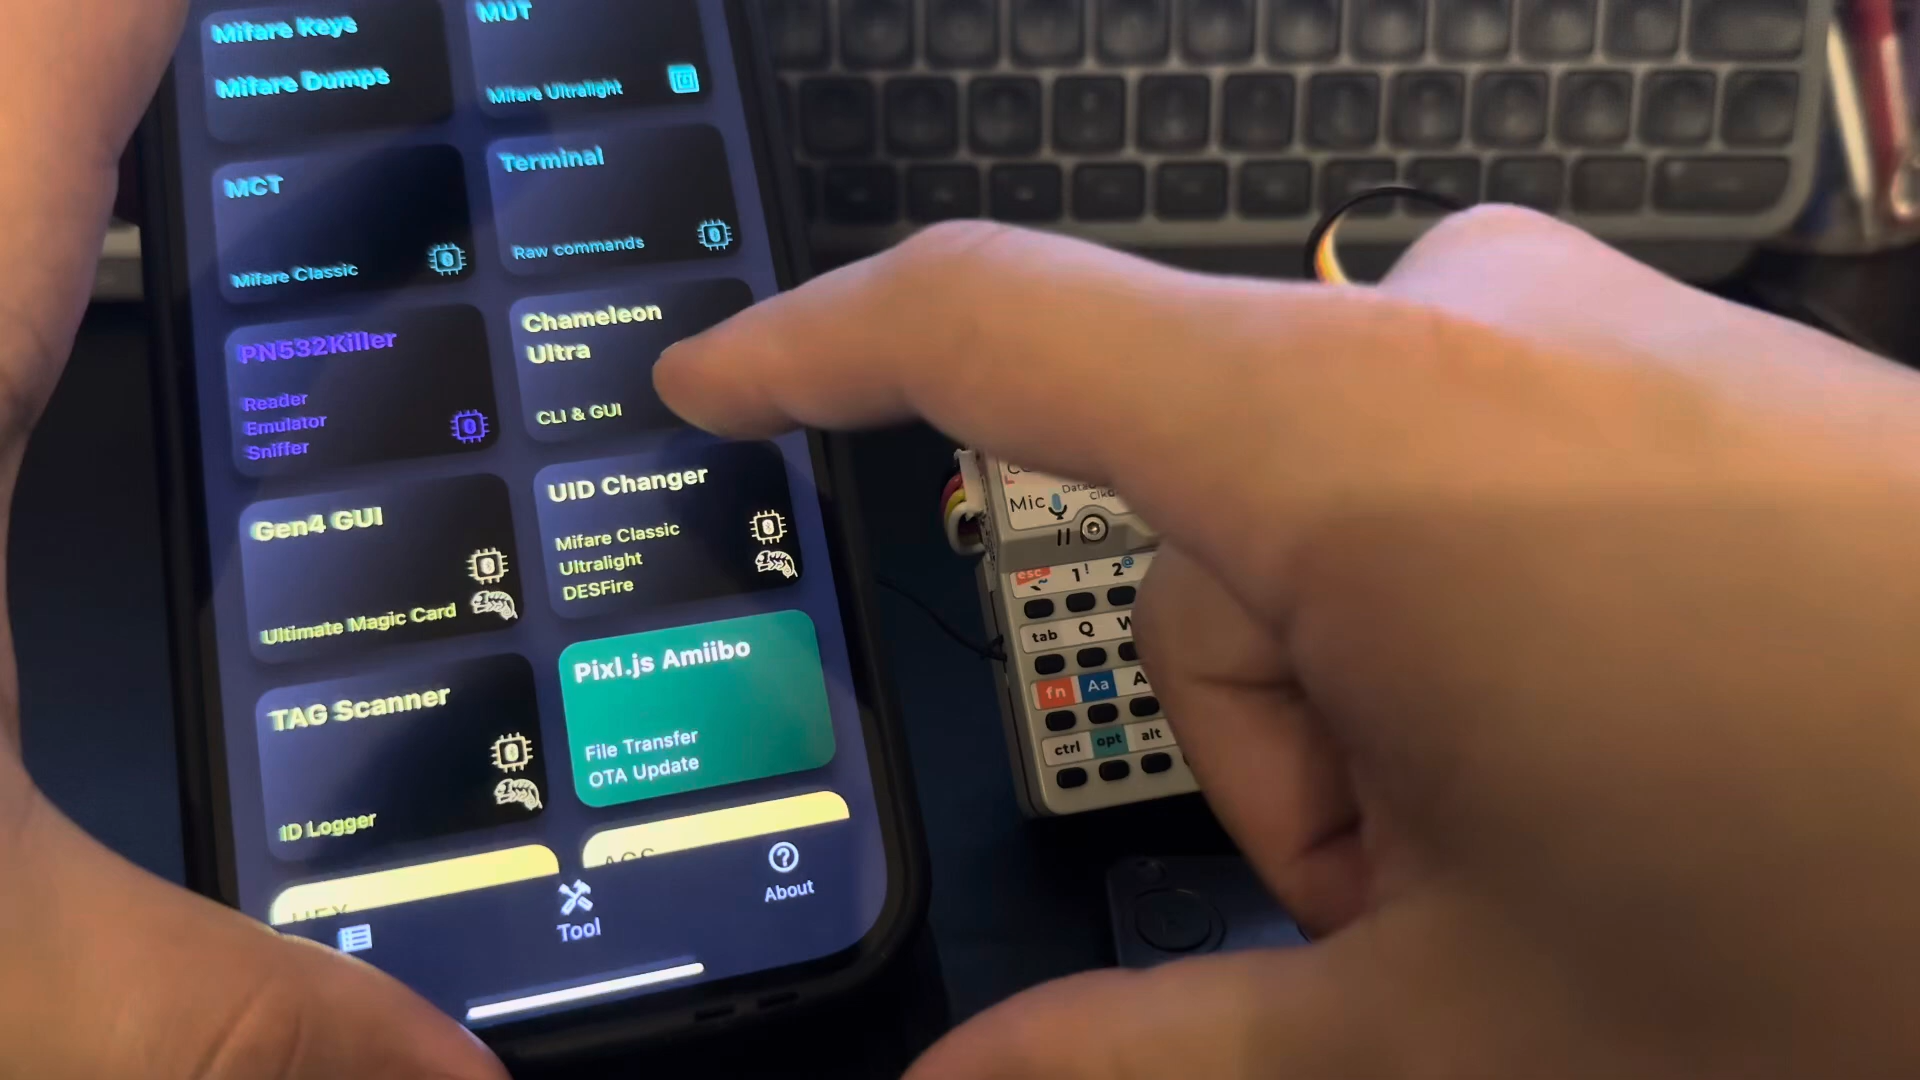 Mifare Keys
Mifare Dumps
MUT
Mifare Ultralight
MCT
Mifare Classic
Terminal
Raw commands
PN532Killer
Reader
Emulator
Sniffer
Chameleon
Ultra
CLI & GUI
Gen4 GUI
Ultimate Magic Card
UID Changer
Mifare Classic
Ultralight
DESFire
TAG Scanner
ID Logger
Pixl.js Amiibo
File Transfer
OTA Update
Tool
About
Mic
esc 1 ! 2 @
tab Q W
fn Aa A
ctrl opt alt